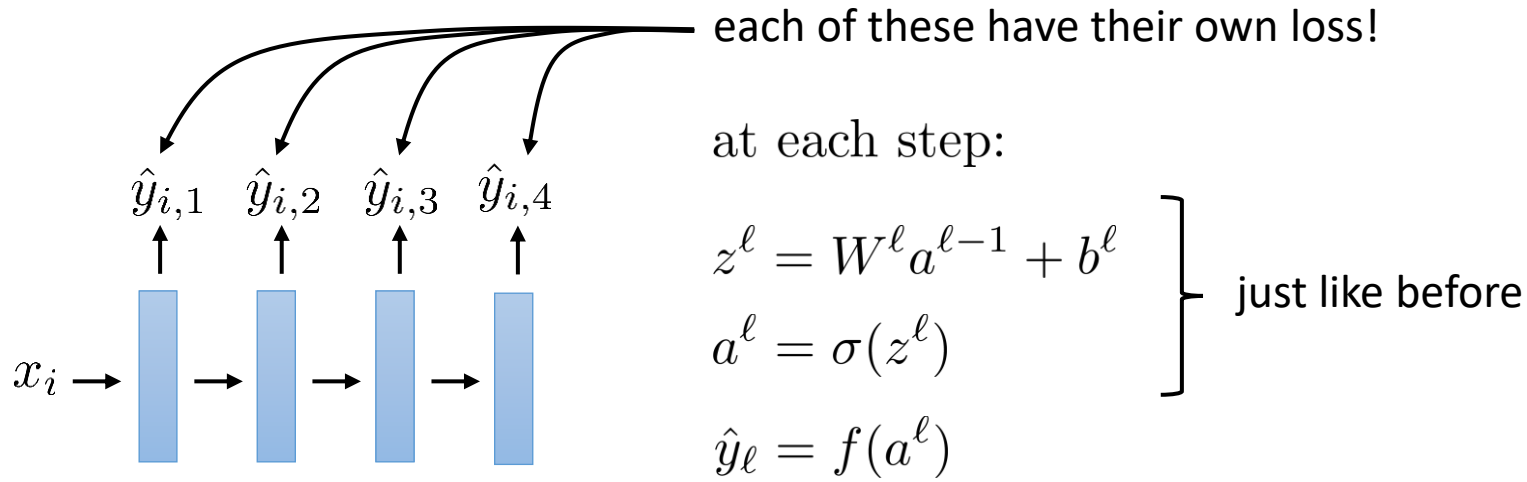 each of these have their own loss!
at each step:
ŷ_{i,1} ŷ_{i,2} ŷ_{i,3} ŷ_{i,4}
z^ℓ = W^ℓ a^{ℓ−1} + b^ℓ
just like before
a^ℓ = σ(z^ℓ)
x_i
ŷ_ℓ = f(a^ℓ)